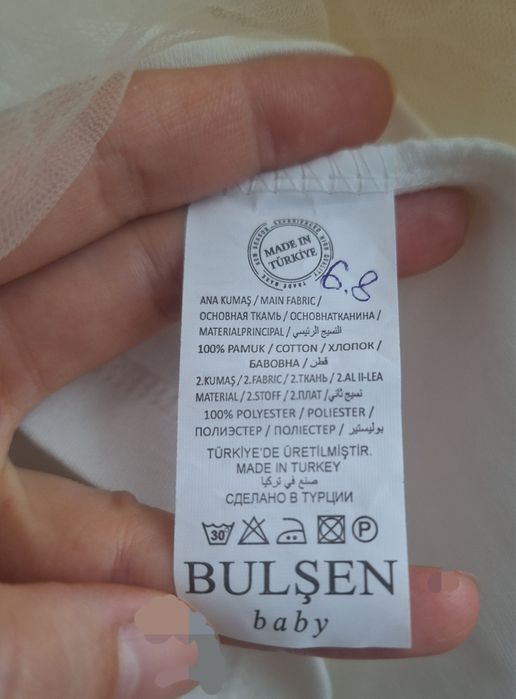 MADE IN
TÜRKİYE
6.8
ANA KUMAŞ / MAIN FABRIC /
ОСНОВНАЯ ТКАМЬ / ОСНОВНАТКАНИНА /
MATERIALPRINCIPAL / النسيج الرئيسي
100% PAMUK / COTTON / ХЛОПОК /
БАВОВНА / قطن
2.KUMAŞ / 2.FABRIC / 2.ТКАНЬ / 2.AL II-LEA
MATERIAL / 2.STOFF / 2.ПЛАТ / نسيج ثاني
100% POLYESTER / POLIESTER /
ПОЛИЭСТЕР / ПОЛІЕСТЕР / بوليستير
TÜRKİYE'DE ÜRETİLMİŞTİR.
MADE IN TURKEY
صنع في تركيا
СДЕЛАНО В ТУРЦИИ
30° P
BULŞEN
baby